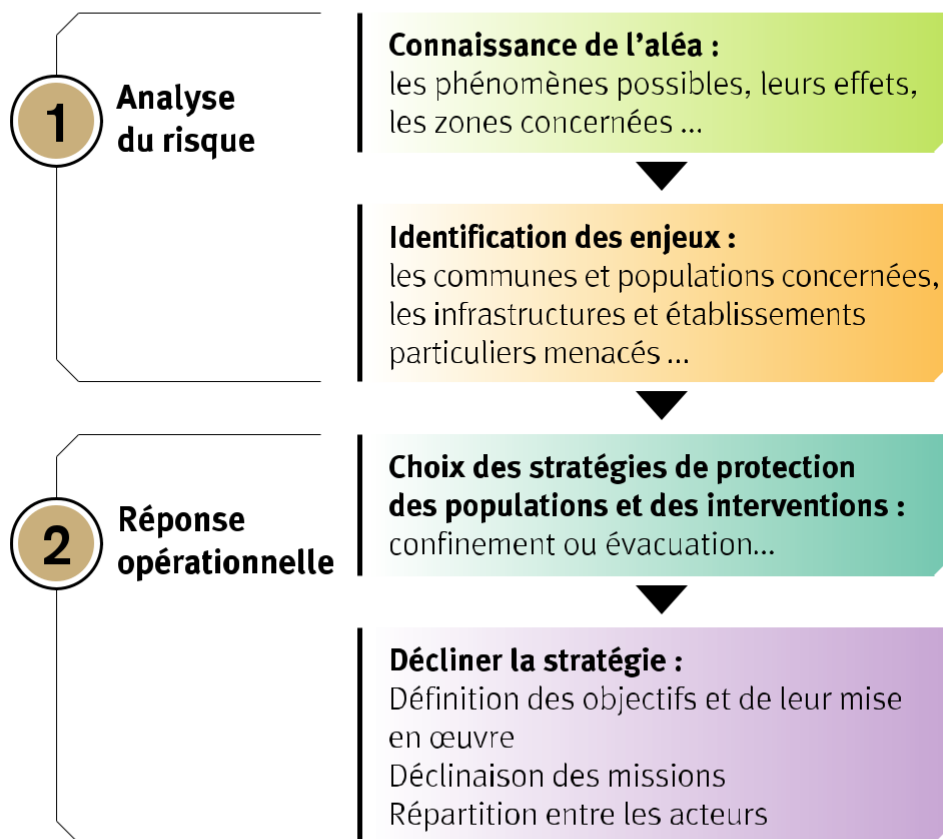 1
Analyse
du risque
Connaissance de l’aléa :
les phénomènes possibles, leurs effets,
les zones concernées ...
Identification des enjeux :
les communes et populations concernées,
les infrastructures et établissements
particuliers menacés ...
2
Réponse
opérationnelle
Choix des stratégies de protection
des populations et des interventions :
confinement ou évacuation...
Décliner la stratégie :
Définition des objectifs et de leur mise
en œuvre
Déclinaison des missions
Répartition entre les acteurs